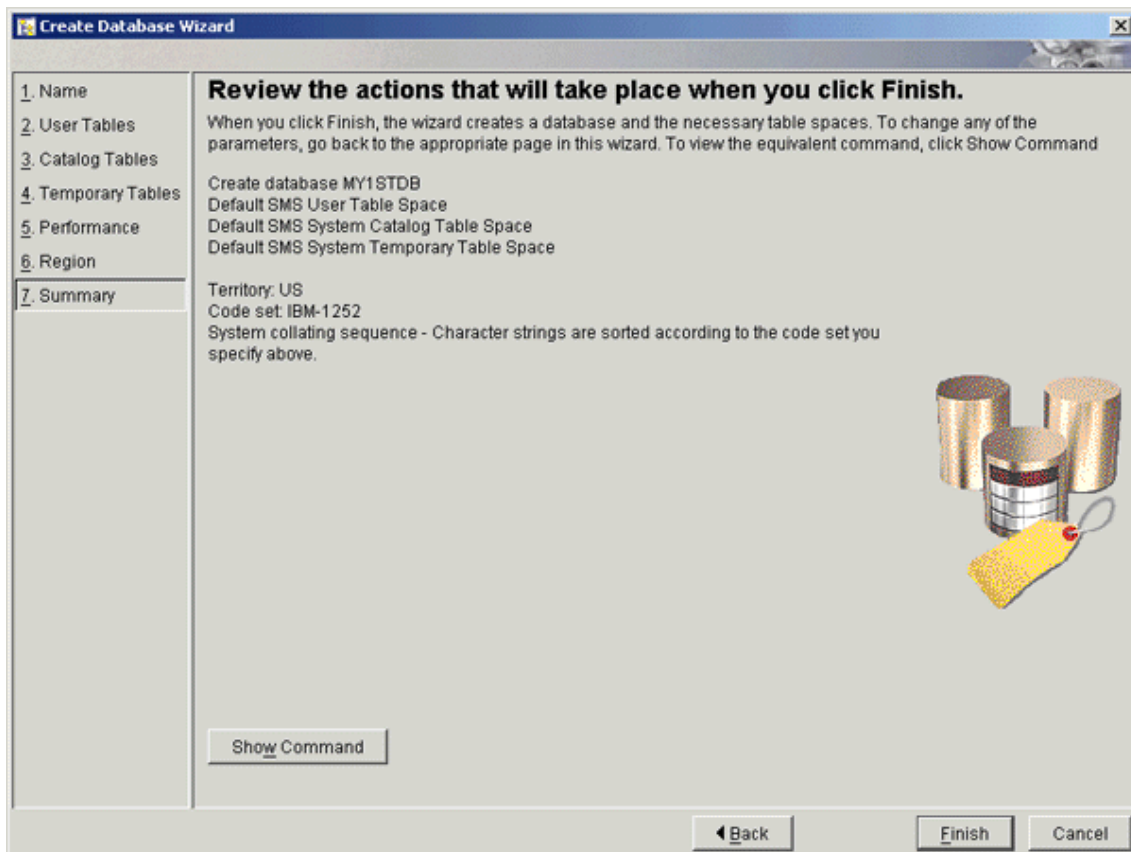 Create Database Wizard
1. Name
2. User Tables
3. Catalog Tables
4. Temporary Tables
5. Performance
6. Region
7. Summary
Review the actions that will take place when you click Finish.
When you click Finish, the wizard creates a database and the necessary table spaces. To change any of the
parameters, go back to the appropriate page in this wizard. To view the equivalent command, click Show Command
Create database MY1STDB
Default SMS User Table Space
Default SMS System Catalog Table Space
Default SMS System Temporary Table Space
Territory: US
Code set: IBM-1252
System collating sequence - Character strings are sorted according to the code set you
specify above.
Show Command
Back
Finish
Cancel